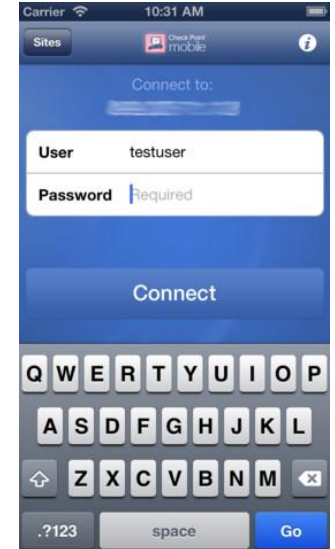 Carrier 10:31 AM
Sites Check Point mobile i
Connect to:
User testuser
Password Required
Connect
Q W E R T Y U I O P
A S D F G H J K L
Z X C V B N M
.?123 space Go